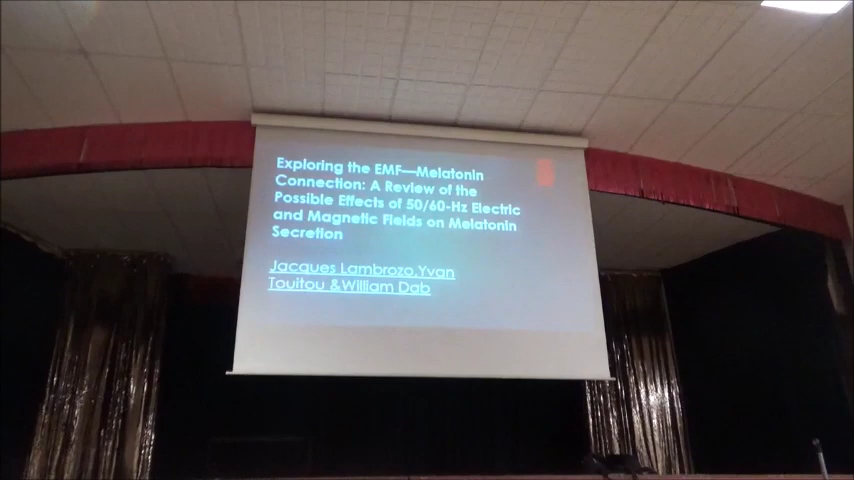 Exploring the EMF—Melatonin
Connection: A Review of the
Possible Effects of 50/60-Hz Electric
and Magnetic Fields on Melatonin
Secretion
Jacques Lambrozo,Yvan
Touitou &William Dab